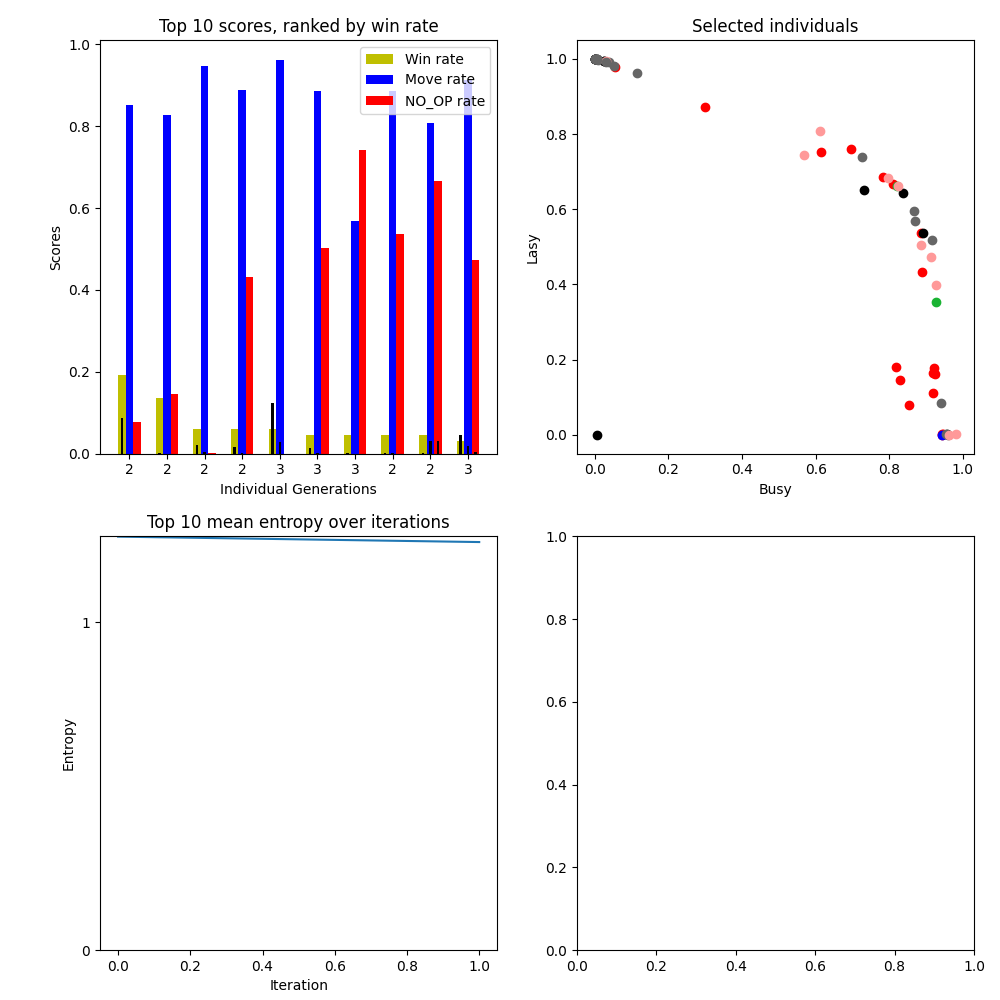 Top 10 scores, ranked by win rate
1.0
0.8
0.6
0.4
0.2
0.0
Scores
Win rate
Move rate
NO_OP rate
2 2 2 2 3 3 3 2 2 3
Individual Generations
Selected individuals
1.0
0.8
0.6
0.4
0.2
0.0
Lasy
0.0 0.2 0.4 0.6 0.8 1.0
Busy
Top 10 mean entropy over iterations
1
0
Entropy
0.0 0.2 0.4 0.6 0.8 1.0
Iteration
1.0
0.8
0.6
0.4
0.2
0.0
0.0 0.2 0.4 0.6 0.8 1.0